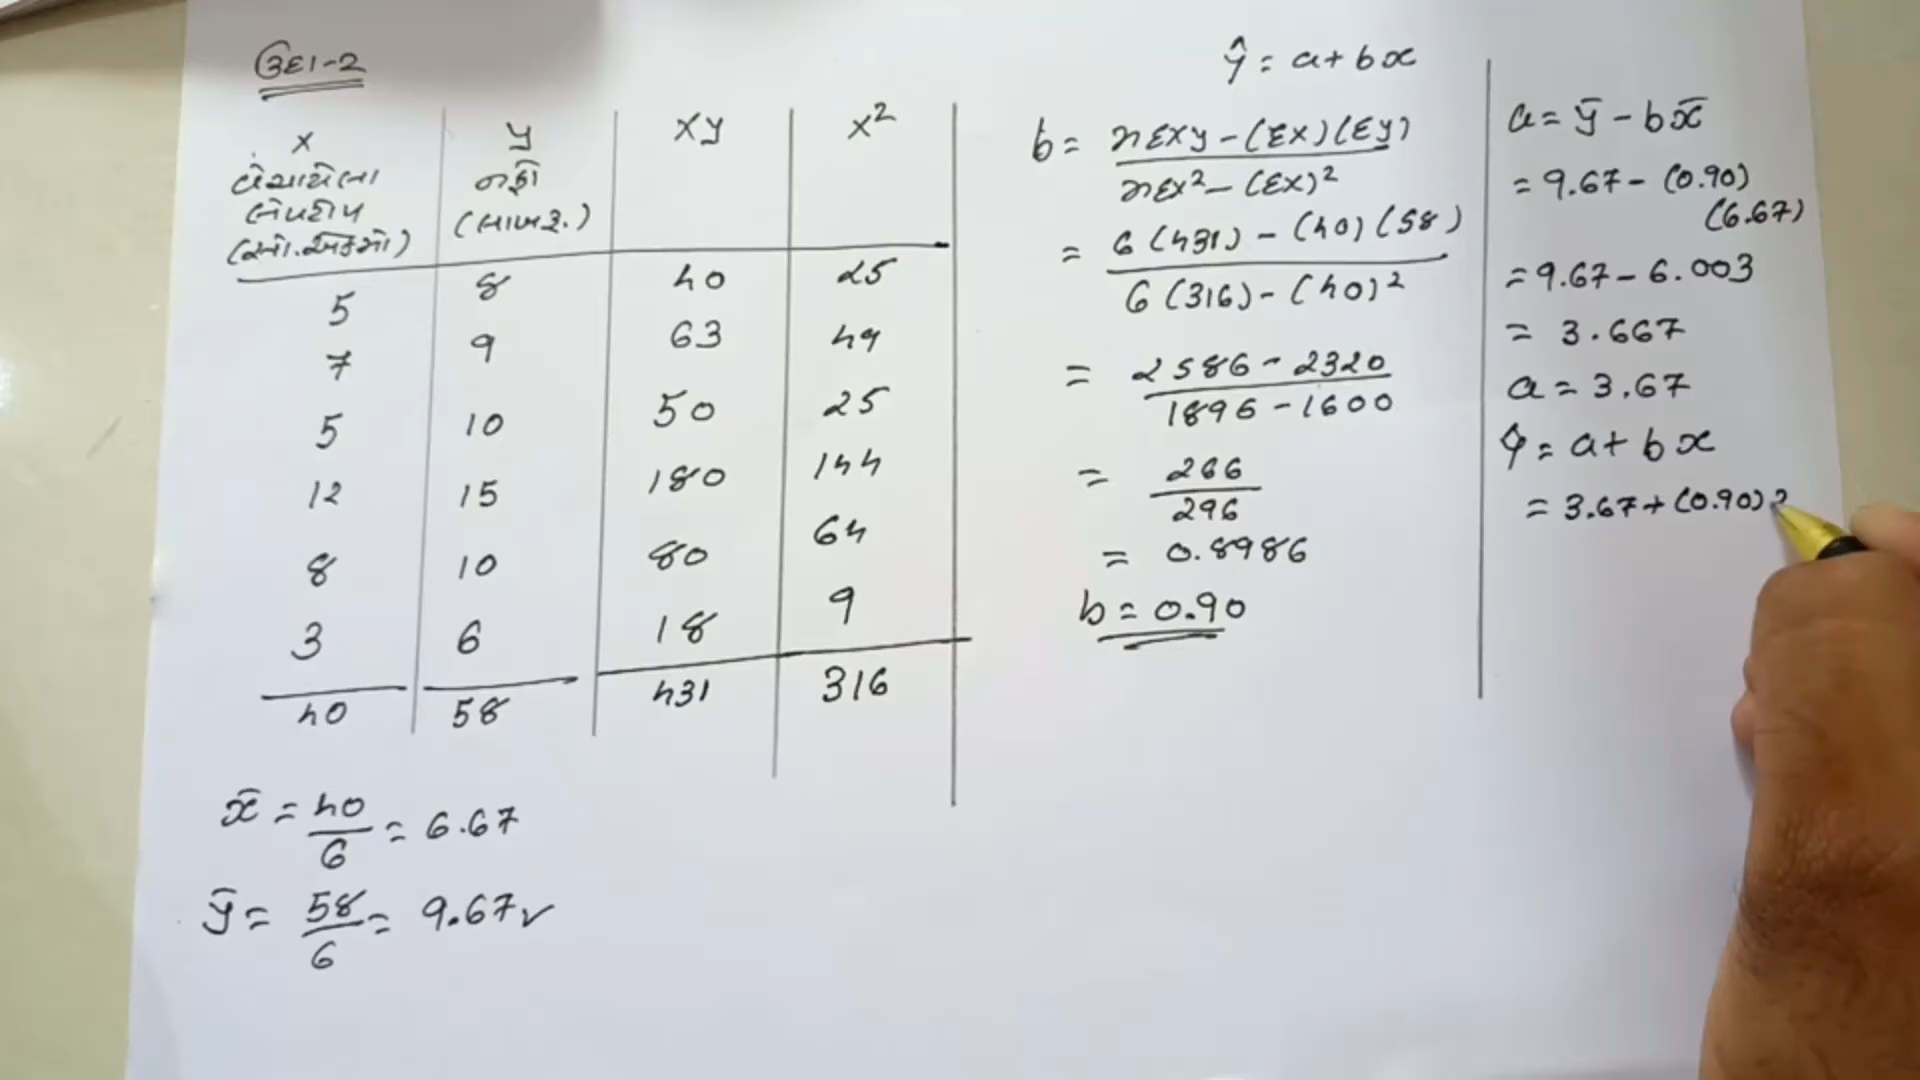 ઉદા-2
x y xy x²
વેચાયેલા નફો
(લાખ રૂ.)
5 8 40 25
7 9 63 49
5 10 50 25
12 15 180 144
8 10 80 64
3 6 18 9
40 58 431 316
x̄ = 40/6 = 6.67
ȳ = 58/6 = 9.67 ✓
ŷ = a + bx
b = nΣxy - (Σx)(Σy) / nΣx² - (Σx)²
= 6(431) - (40)(58) / 6(316) - (40)²
= 2586 - 2320 / 1896 - 1600
= 266 / 296
= 0.8986
b = 0.90
a = ȳ - bx̄
= 9.67 - (0.90)
(6.67)
= 9.67 - 6.003
= 3.667
a = 3.67
ŷ = a + bx
= 3.67 + (0.90)